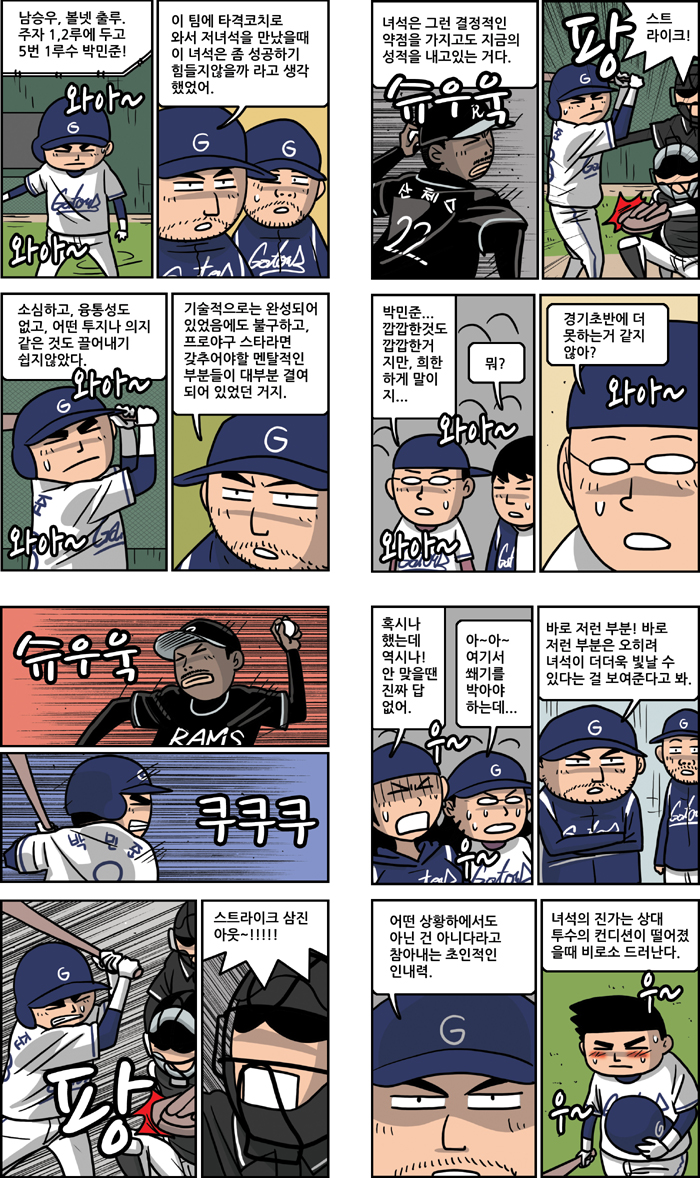 남승우, 볼넷 출루.
주자 1,2루에 두고
5번 1루수 박민준!
와아~
G
Gators
와아~
이 팀에 타격코치로
와서 저녀석을 만났을때
이 녀석은 좀 성공하기
힘들지않을까 라고 생각
했었어.
G
G
Gators
소심하고, 융통성도
없고, 어떤 투지나 의지
같은 것도 끌어내기
쉽지않았다.
와아~
G
와아~
기술적으로는 완성되어
있었음에도 불구하고,
프로야구 스타라면
갖추어야할 멘탈적인
부분들이 대부분 결여
되어 있었던 거지.
G
슈우욱
RAMS
쿠쿠쿠
박민준
G
팡
스트라이크 삼진
아웃~!!!!!
녀석은 그런 결정적인
약점을 가지고도 지금의
성적을 내고있는 거다.
슈우욱
R
산체스
22
팡
스트
라이크!
G
박민준...
깝깝한것도
깝깝한거
지만, 희한
하게 말이
지...
뭐?
와아~
와아~
경기초반에 더
못하는거 같지
않아?
와아~
혹시나
했는데
역시나!
안 맞을땐
진짜 답
없어.
아~아~
여기서
쐐기를
박아야
하는데...
우~
G
우~
Gators
바로 저런 부분! 바로
저런 부분은 오히려
녀석이 더더욱 빛날 수
있다는 걸 보여준다고 봐.
G
G
Gators
어떤 상황하에서도
아닌 건 아니다라고
참아내는 초인적인
인내력.
G
녀석의 진가는 상대
투수의 컨디션이 떨어졌
을때 비로소 드러난다.
우~
우~